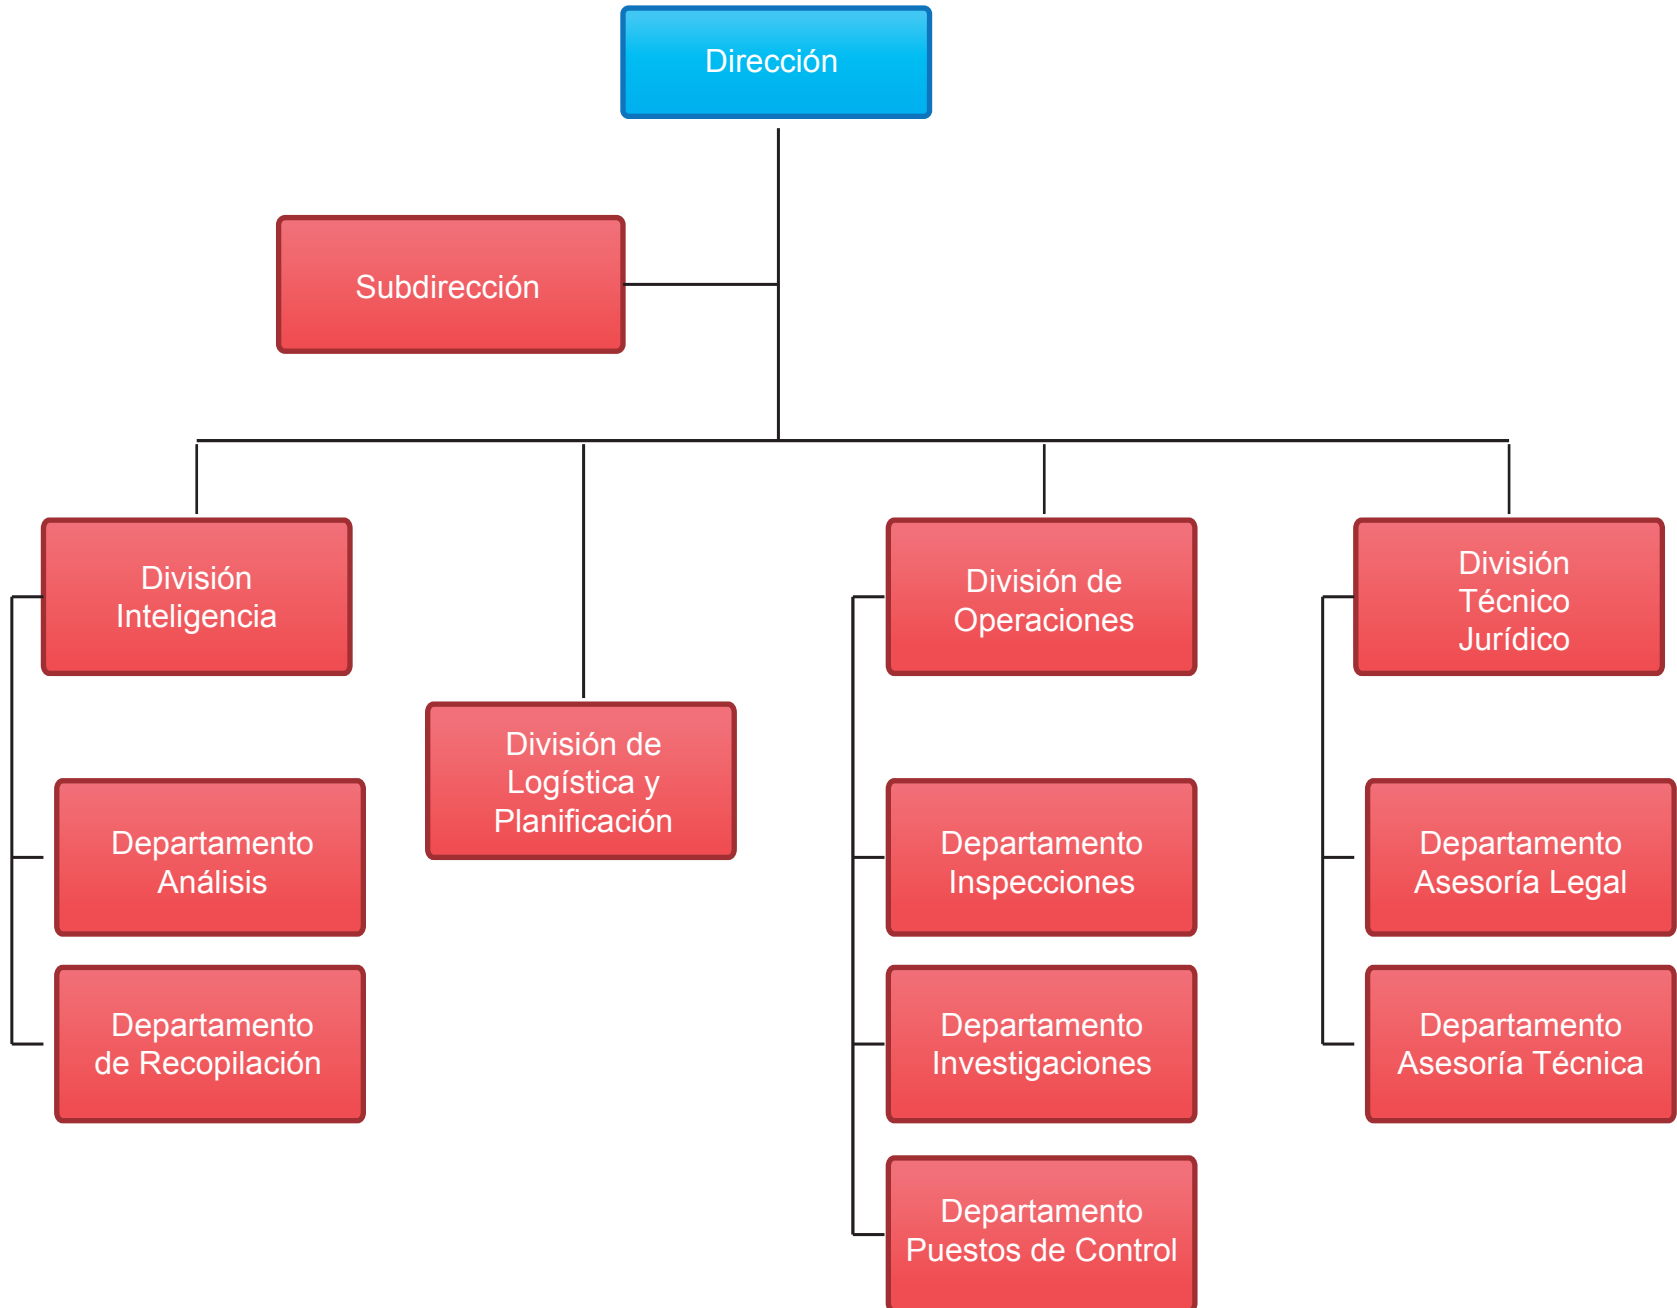 Dirección
Subdirección
División
Inteligencia
División de
Logística y
Planificación
División de
Operaciones
División
Técnico
Jurídico
Departamento
Análisis
Departamento
de Recopilación
Departamento
Inspecciones
Departamento
Investigaciones
Departamento
Puestos de Control
Departamento
Asesoría Legal
Departamento
Asesoría Técnica